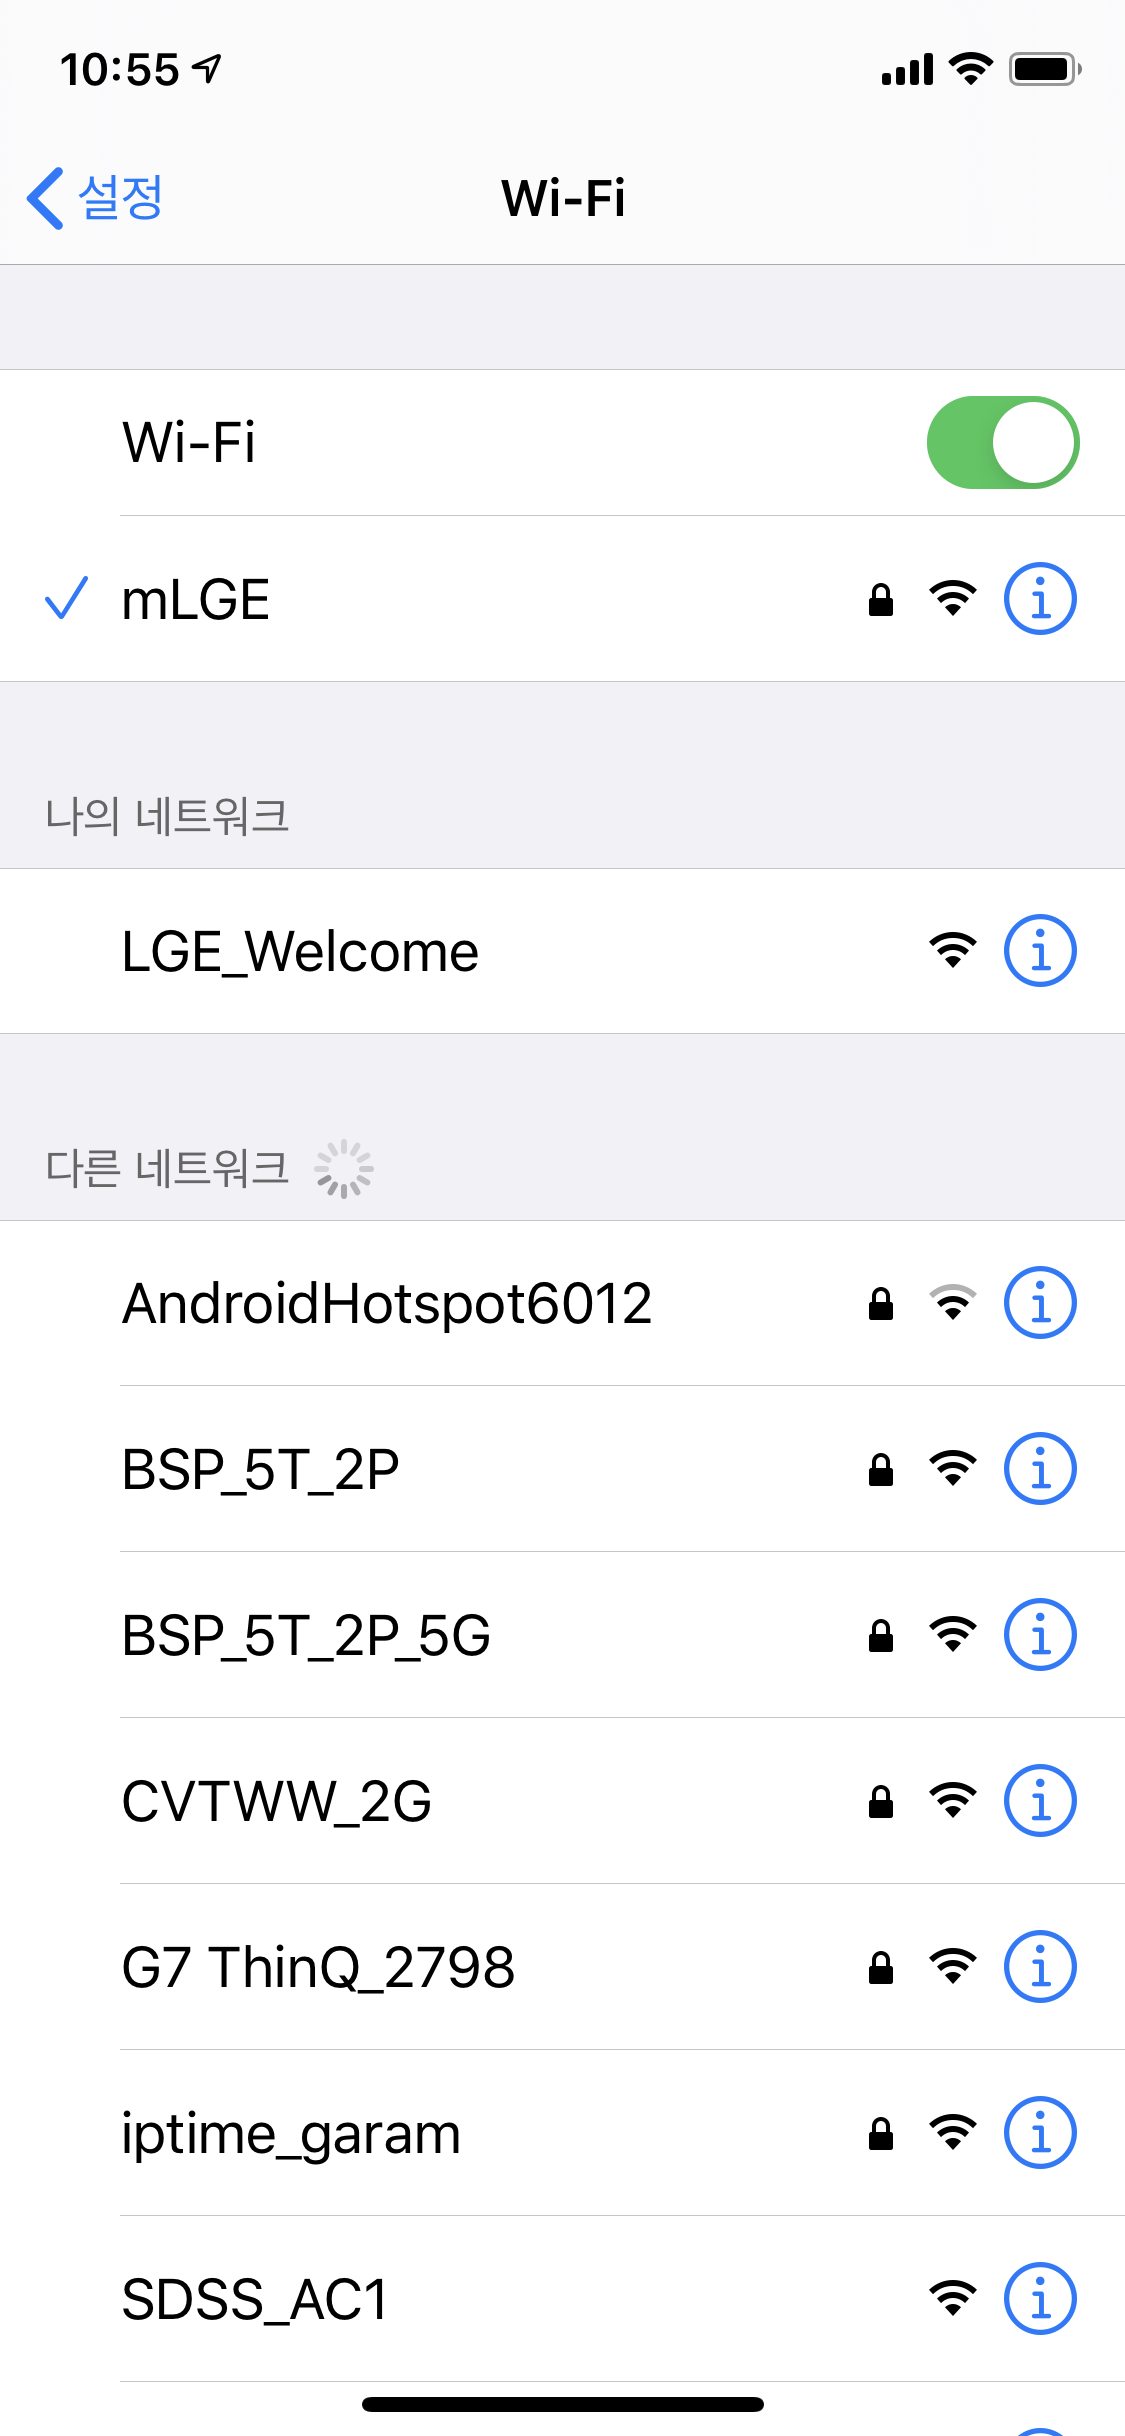 10:55
설정
Wi-Fi
Wi-Fi
mLGE
나의 네트워크
LGE_Welcome
다른 네트워크
AndroidHotspot6012
BSP_5T_2P
BSP_5T_2P_5G
CVTWW_2G
G7 ThinQ_2798
iptime_garam
SDSS_AC1